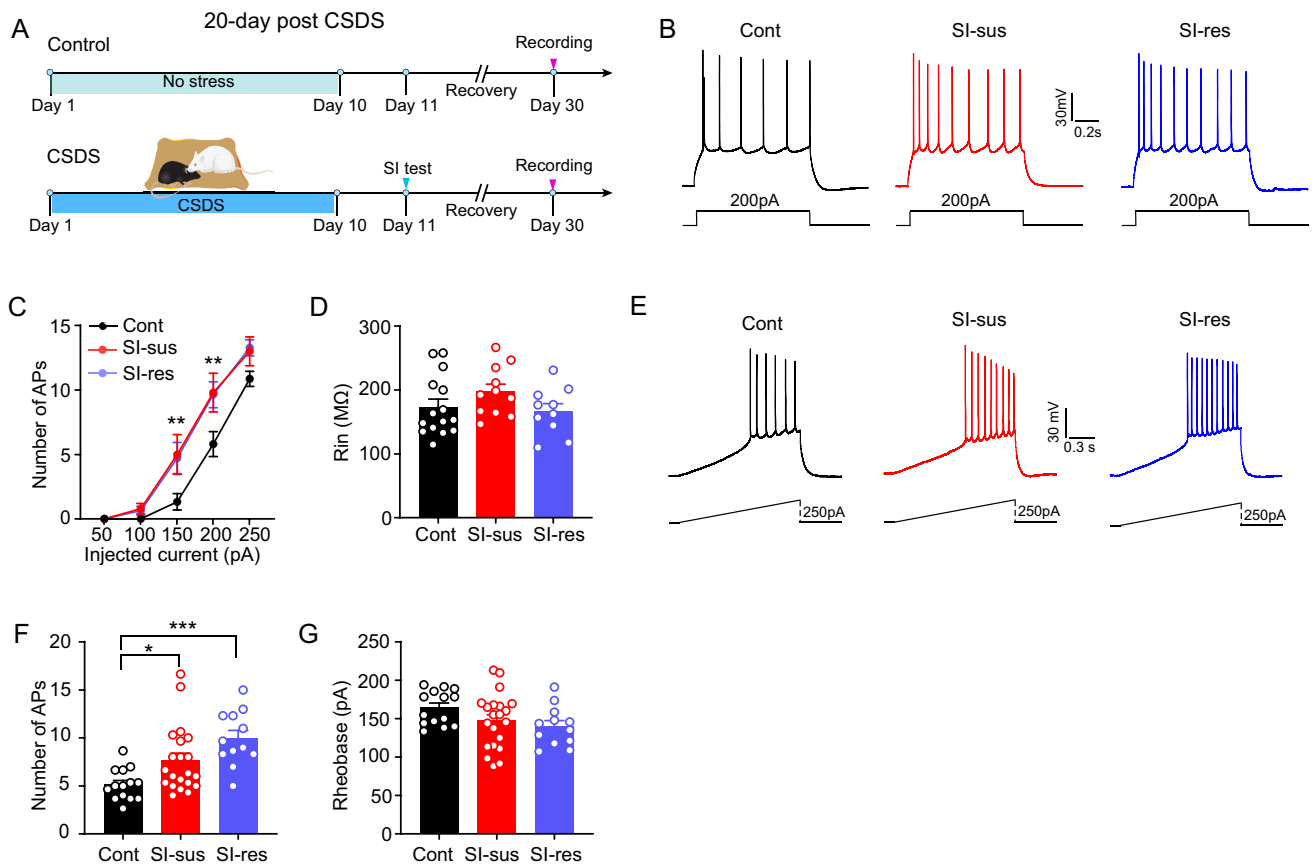 A
20-day post CSDS
Control
Recording
No stress
Recovery
Day 1
Day 10
Day 11
Day 30
CSDS
SI test
Recording
CSDS
Recovery
Day 1
Day 10
Day 11
Day 30
B
Cont
SI-sus
SI-res
30mV
0.2s
200pA
200pA
200pA
C
Cont
SI-sus
SI-res
**
**
Number of APs
15
10
5
0
50
100
150
200
250
Injected current (pA)
D
Rin (MΩ)
300
200
100
0
Cont
SI-sus
SI-res
E
Cont
SI-sus
SI-res
30 mV
0.3 s
250pA
250pA
250pA
F
Number of APs
20
15
10
5
0
*
***
Cont
SI-sus
SI-res
G
Rheobase (pA)
250
200
150
100
50
0
Cont
SI-sus
SI-res